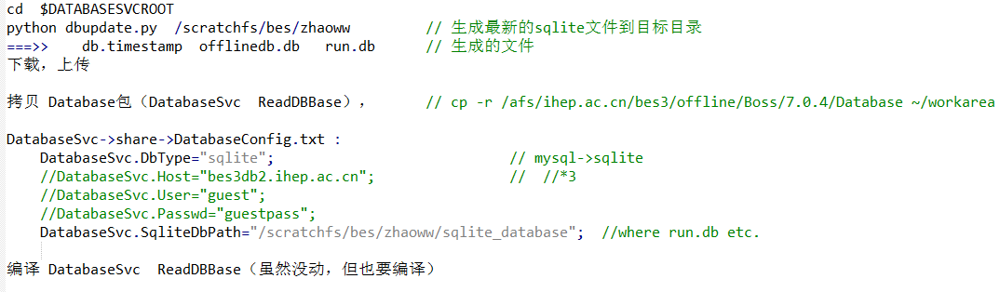 cd $DATABASESVCROOT
python dbupdate.py /scratchfs/bes/zhaoww // 生成最新的sqlite文件到目标目录
===>> db.timestamp offlinedb.db run.db // 生成的文件
下载，上传
拷贝 Database包（DatabaseSvc ReadDBBase）， // cp -r /afs/ihep.ac.cn/bes3/offline/Boss/7.0.4/Database ~/workarea
DatabaseSvc->share->DatabaseConfig.txt :
DatabaseSvc.DbType="sqlite"; // mysql->sqlite
//DatabaseSvc.Host="bes3db2.ihep.ac.cn"; // //*3
//DatabaseSvc.User="guest";
//DatabaseSvc.Passwd="guestpass";
DatabaseSvc.SqliteDbPath="/scratchfs/bes/zhaoww/sqlite_database"; //where run.db etc.
编译 DatabaseSvc ReadDBBase（虽然没动，但也要编译）